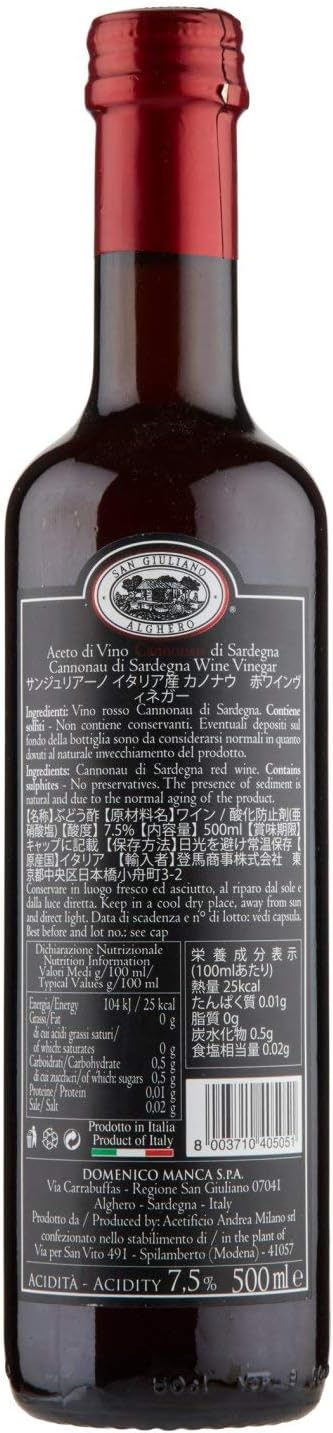 SAN GIULIANO
ALGHERO
®
Aceto di Vino Cannonau di Sardegna
Cannonau di Sardegna Wine Vinegar
サンジュリアーノ イタリア産 カノナウ 赤ワインヴ
ィネガー
Ingredienti: Vino rosso Cannonau di Sardegna. Contiene
solfiti - Non contiene conservanti. Eventuali depositi sul
fondo della bottiglia sono da considerarsi normali in quanto
dovuti al naturale invecchiamento del prodotto.
Ingredients: Cannonau di Sardegna red wine. Contains
sulphites - No preservatives. The presence of sediment is
natural and due to the normal aging of the product.
【名称】ぶどう酢 【原材料名】ワイン / 酸化防止剤(亜
硝酸塩) 【酸度】 7.5% 【内容量】 500ml 【賞味期限】
キャップに記載 【保存方法】日光を避け常温保存 【
原産国】イタリア 【輸入者】登馬商事株式会社 東
京都中央区日本橋小舟町3-2
Conservare in luogo fresco ed asciutto, al riparo dal sole e
dalla luce diretta. Keep in a cool dry place, away from sun
and direct light. Data di scadenza e n° di lotto: vedi capsula.
Best before and lot no.: see cap
Dichiarazione Nutrizionale
Nutrition Information
Valori Medi g/100 ml/
Typical Values g/100 ml
Energia/Energy 104 kJ / 25 kcal
Grassi/Fat 0 g
di cui acidi grassi saturi/
of which: saturates 0 g
Carboidrati/Carbohydrate 0,5 g
di cui zuccheri/of which: sugars 0,5 g
Proteine/Protein 0.01 g
Sale/Salt 0.02 g
栄養成分表示
(100mlあたり)
熱量 25kcal
たんぱく質 0.01g
脂質 0g
炭水化物 0.5g
食塩相当量 0.02g
8 003710 405051
Prodotto in Italia
Product of Italy
DOMENICO MANCA S.P.A.
Via Carrabuffas - Regione San Giuliano 07041
Alghero - Sardegna - Italy
Prodotto da / Produced by: Acetificio Andrea Milano srl
confezionato nello stabilimento di / in the plant of
Via per San Vito 491 - Spilamberto (Modena) - 41057
ACIDITÀ - ACIDITY 7,5% 500 ml e